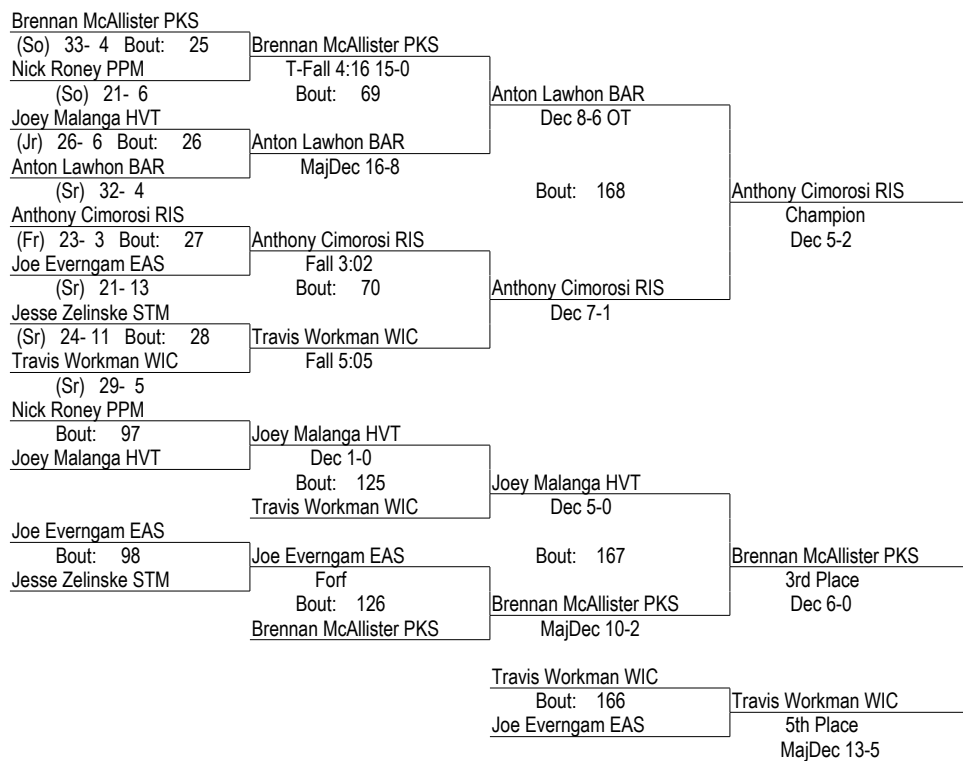 Brennan McAllister PKS
(So) 33- 4 Bout: 25 Brennan McAllister PKS
Nick Roney PPM T-Fall 4:16 15-0
(So) 21- 6 Bout: 69 Anton Lawhon BAR
Joey Malanga HVT Dec 8-6 OT
(Jr) 26- 6 Bout: 26 Anton Lawhon BAR
Anton Lawhon BAR MajDec 16-8
(Sr) 32- 4 Bout: 168 Anthony Cimorosi RIS
Anthony Cimorosi RIS Champion
(Fr) 23- 3 Bout: 27 Anthony Cimorosi RIS Dec 5-2
Joe Everngam EAS Fall 3:02
(Sr) 21- 13 Bout: 70 Anthony Cimorosi RIS
Jesse Zelinske STM Dec 7-1
(Sr) 24- 11 Bout: 28 Travis Workman WIC
Travis Workman WIC Fall 5:05
(Sr) 29- 5
Nick Roney PPM
Bout: 97 Joey Malanga HVT
Joey Malanga HVT Dec 1-0
Bout: 125 Joey Malanga HVT
Travis Workman WIC Dec 5-0
Joe Everngam EAS
Bout: 98 Joe Everngam EAS Bout: 167 Brennan McAllister PKS
Jesse Zelinske STM Forf 3rd Place
Bout: 126 Brennan McAllister PKS Dec 6-0
Brennan McAllister PKS MajDec 10-2
Travis Workman WIC
Bout: 166 Travis Workman WIC
Joe Everngam EAS 5th Place
MajDec 13-5